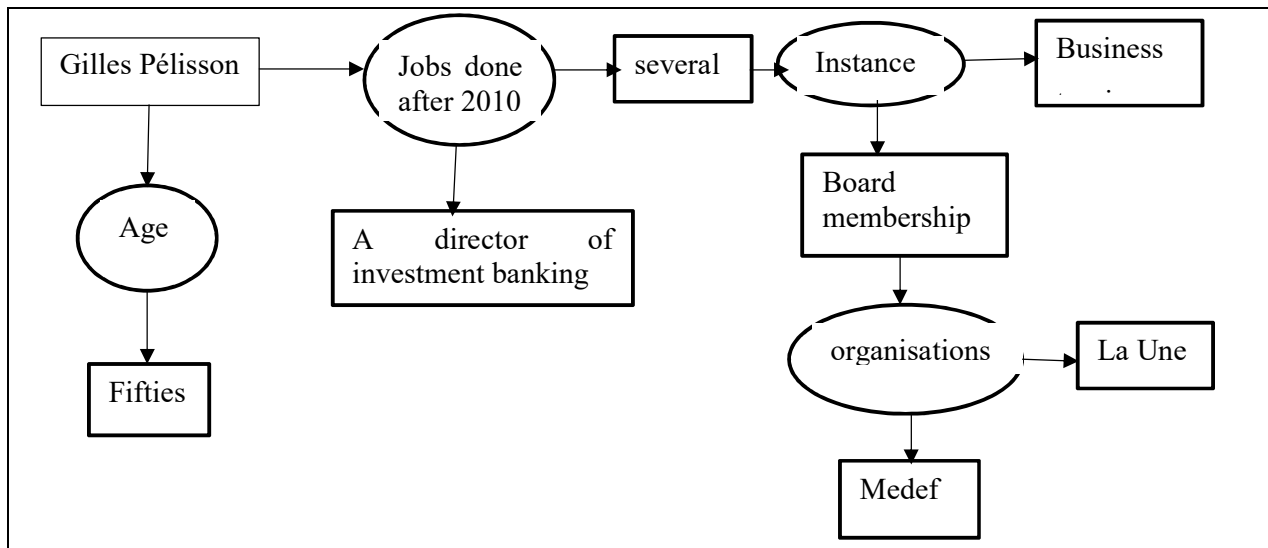 Gilles Pélisson
Jobs done
after 2010
several
Instance
Business
Age
A director of
investment banking
Board
membership
Fifties
organisations
La Une
Medef